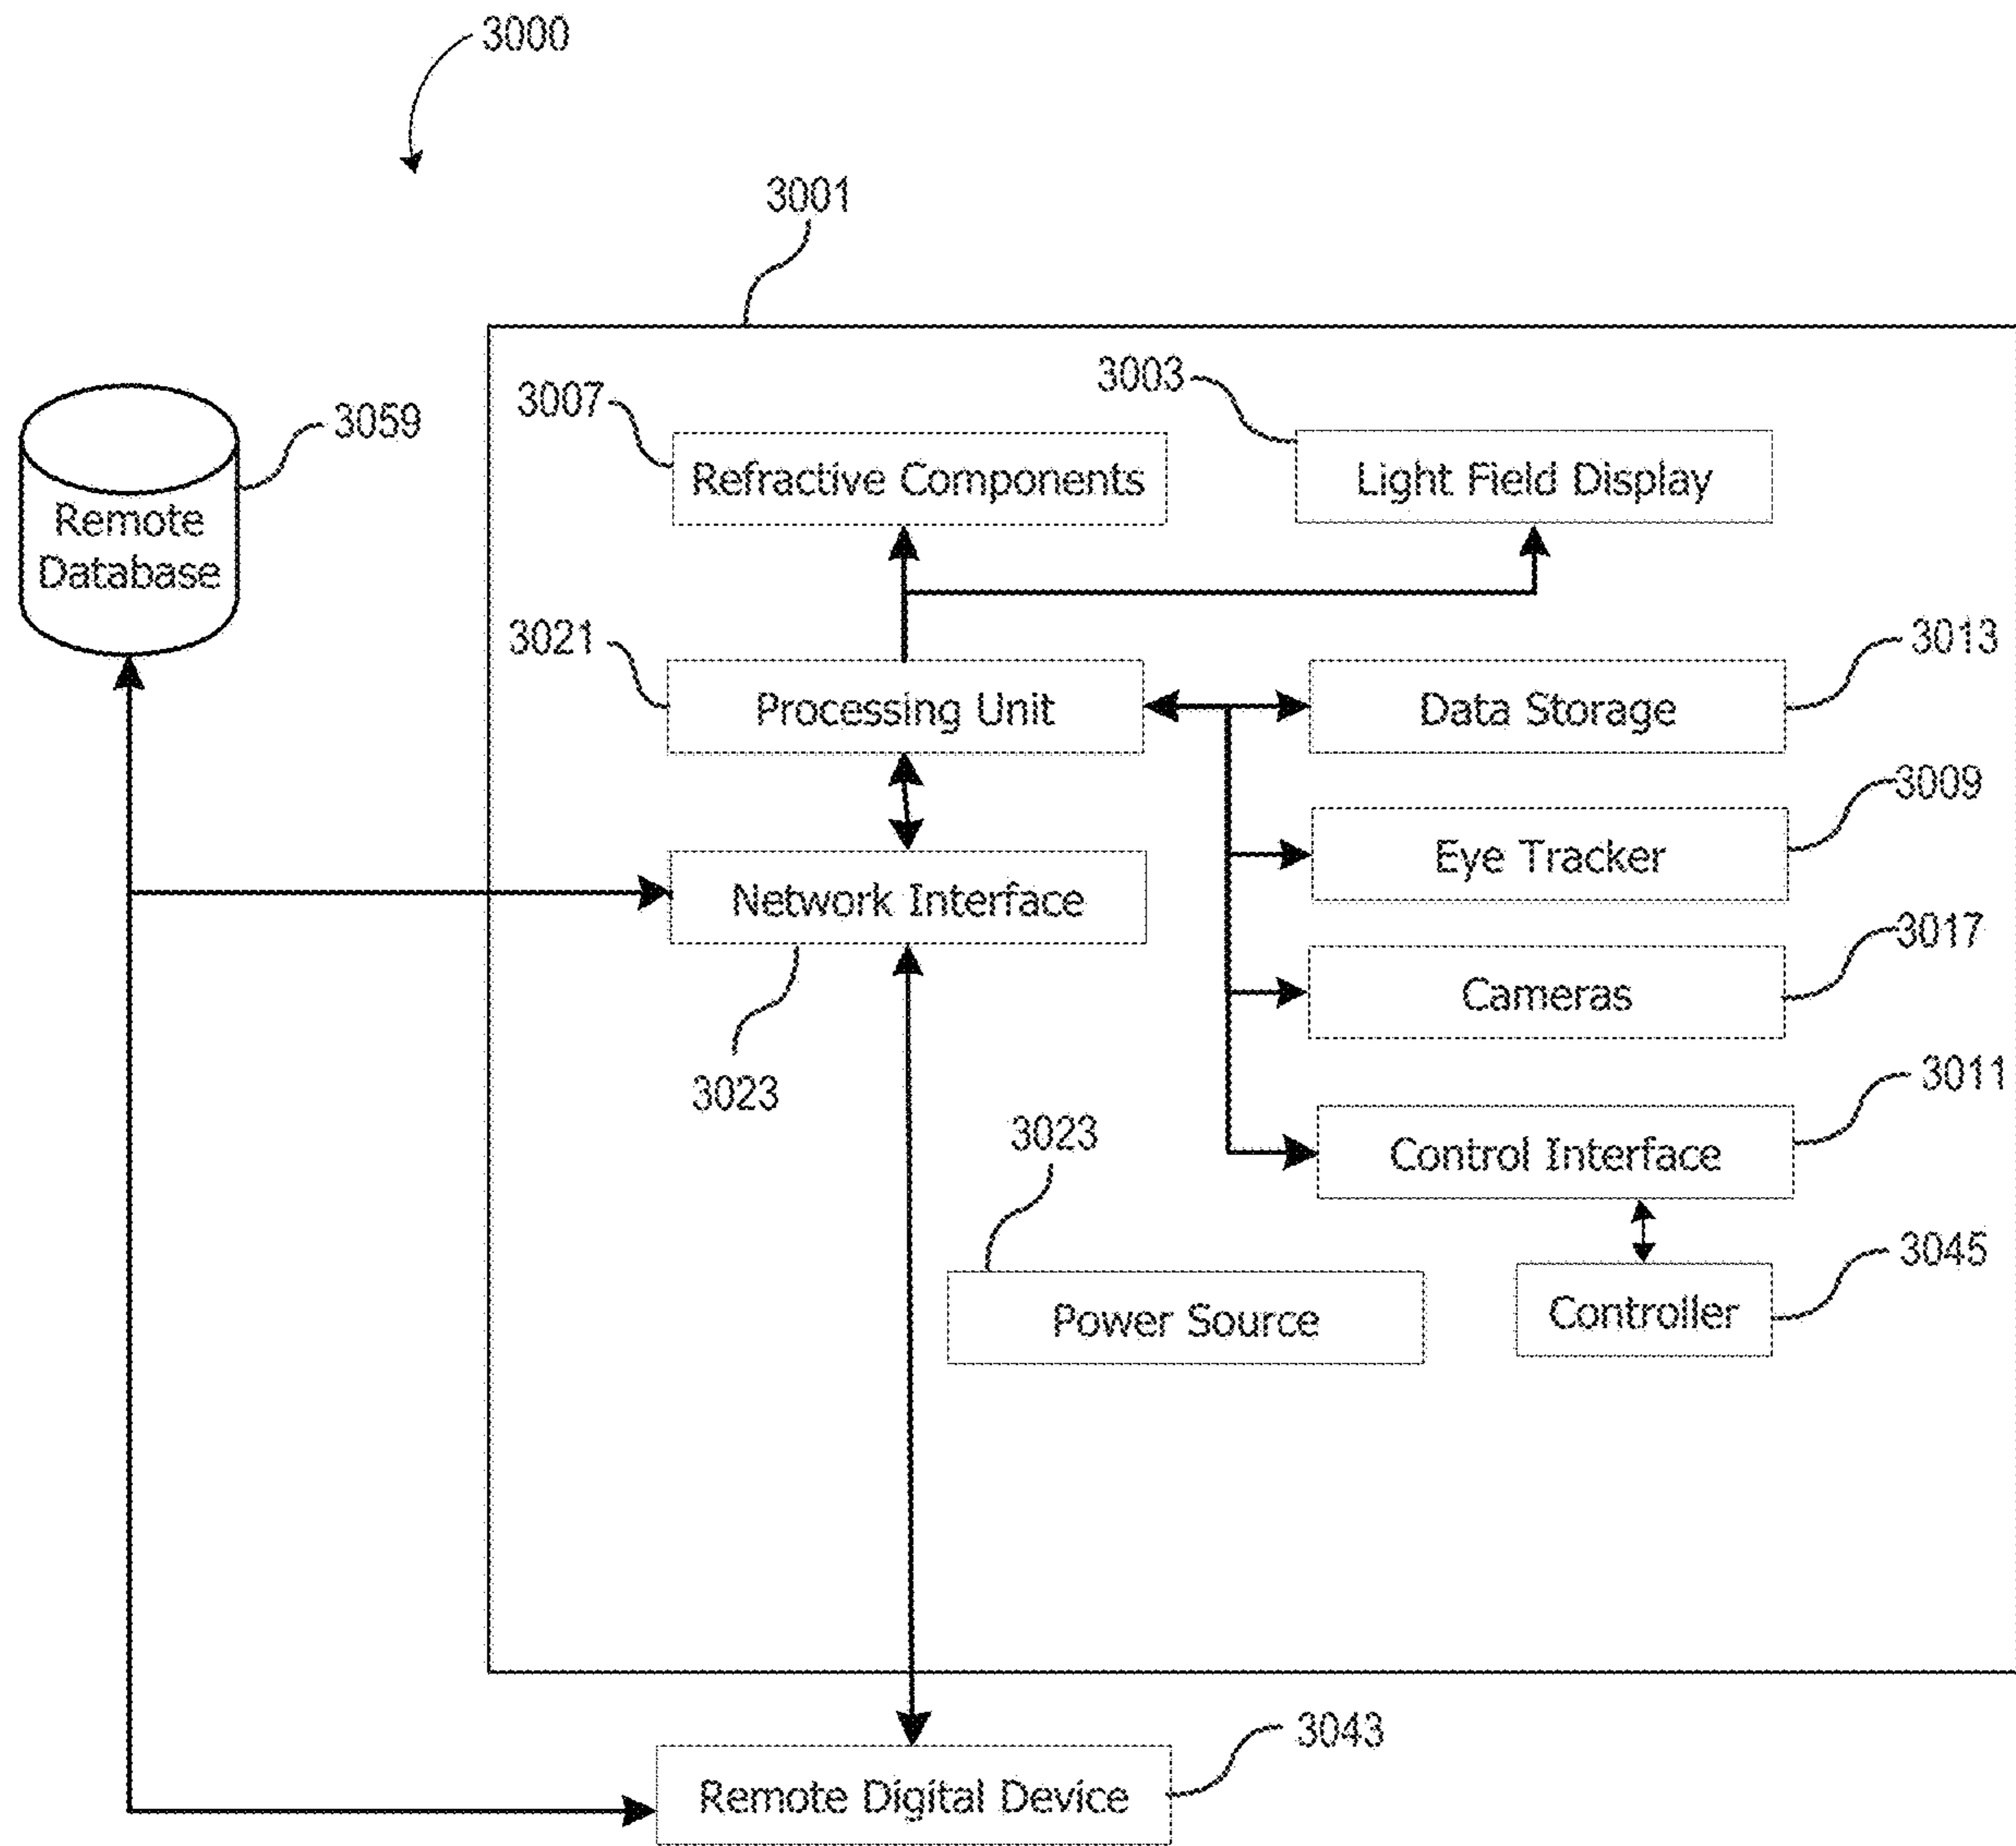 3000
3001
3003
3007
3059
Refractive Components
Light Field Display
Remote
Database
3021
3013
Processing Unit
Data Storage
3009
Eye Tracker
Network Interface
3017
Cameras
3011
3023
3023
Control Interface
3045
Controller
Power Source
3043
Remote Digital Device